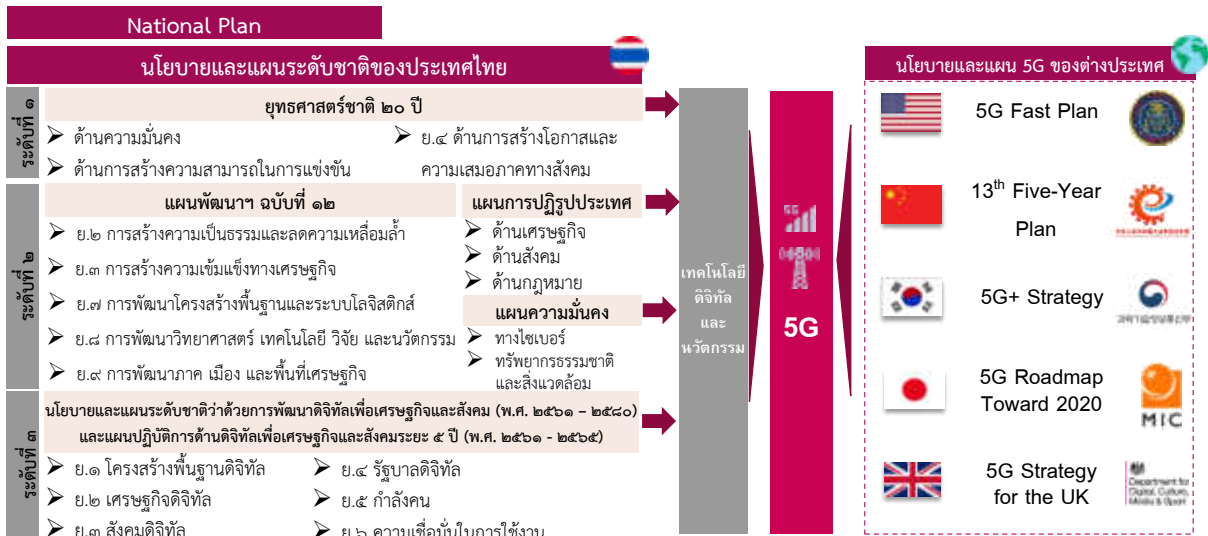 National Plan
นโยบายและแผนระดับชาติของประเทศไทย
ระดับที่ ๑
ยุทธศาสตร์ชาติ ๒๐ ปี
ด้านความมั่นคง
ด้านการสร้างความสามารถในการแข่งขัน
ย.๔ ด้านการสร้างโอกาสและ
ความเสมอภาคทางสังคม
ระดับที่ ๒
แผนพัฒนาฯ ฉบับที่ ๑๒
ย.๒ การสร้างความเป็นธรรมและลดความเหลื่อมล้ำ
ย.๓ การสร้างความเข้มแข็งทางเศรษฐกิจ
ย.๗ การพัฒนาโครงสร้างพื้นฐานและระบบโลจิสติกส์
ย.๘ การพัฒนาวิทยาศาสตร์ เทคโนโลยี วิจัย และนวัตกรรม
ย.๙ การพัฒนาภาค เมือง และพื้นที่เศรษฐกิจ
แผนการปฏิรูปประเทศ
ด้านเศรษฐกิจ
ด้านสังคม
ด้านกฎหมาย
แผนความมั่นคง
ทางไซเบอร์
ทรัพยากรธรรมชาติ
และสิ่งแวดล้อม
ระดับที่ ๓
นโยบายและแผนระดับชาติว่าด้วยการพัฒนาดิจิทัลเพื่อเศรษฐกิจและสังคม (พ.ศ. ๒๕๖๑ – ๒๕๘๐)
และแผนปฏิบัติการด้านดิจิทัลเพื่อเศรษฐกิจและสังคมระยะ ๕ ปี (พ.ศ. ๒๕๖๑ - ๒๕๖๕)
ย.๑ โครงสร้างพื้นฐานดิจิทัล
ย.๒ เศรษฐกิจดิจิทัล
ย.๓ สังคมดิจิทัล
ย.๔ รัฐบาลดิจิทัล
ย.๕ กำลังคน
ย.๖ ความเชื่อมั่นในการใช้งาน
เทคโนโลยี
ดิจิทัล
และ
นวัตกรรม
5G
5G
นโยบายและแผน 5G ของต่างประเทศ
5G Fast Plan
13th Five-Year
Plan
5G+ Strategy
과학기술정보통신부
5G Roadmap
Toward 2020
MIC
5G Strategy
for the UK
Department for
Digital, Culture,
Media & Sport